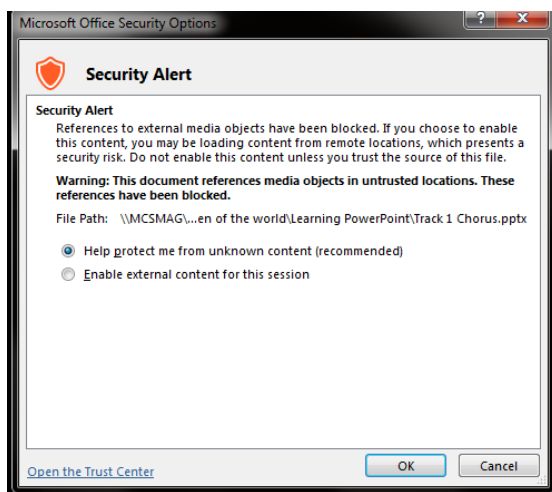 Microsoft Office Security Options
?
X
Security Alert
Security Alert
References to external media objects have been blocked. If you choose to enable
this content, you may be loading content from remote locations, which presents a
security risk. Do not enable this content unless you trust the source of this file.
Warning: This document references media objects in untrusted locations. These
references have been blocked.
File Path: \\MCSMAG\...en of the world\Learning PowerPoint\Track 1 Chorus.pptx
Help protect me from unknown content (recommended)
Enable external content for this session
Open the Trust Center
OK
Cancel